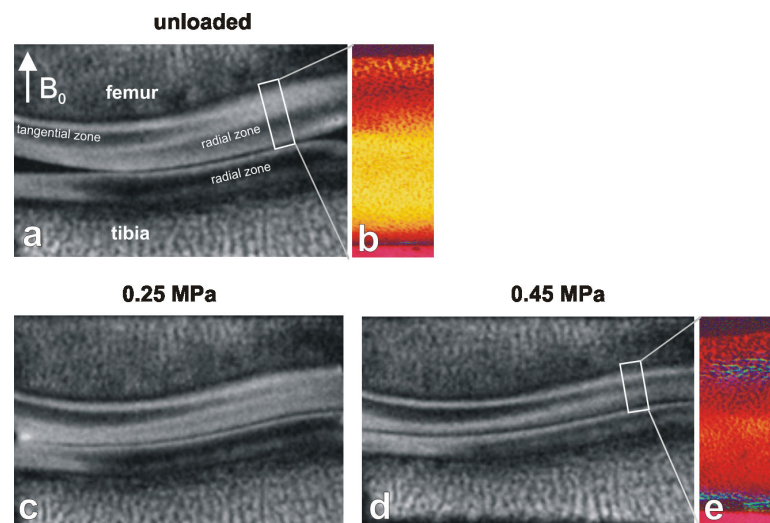 unloaded
B0
femur
tangential zone
radial zone
radial zone
a
tibia
b
0.25 MPa
0.45 MPa
c
d
e